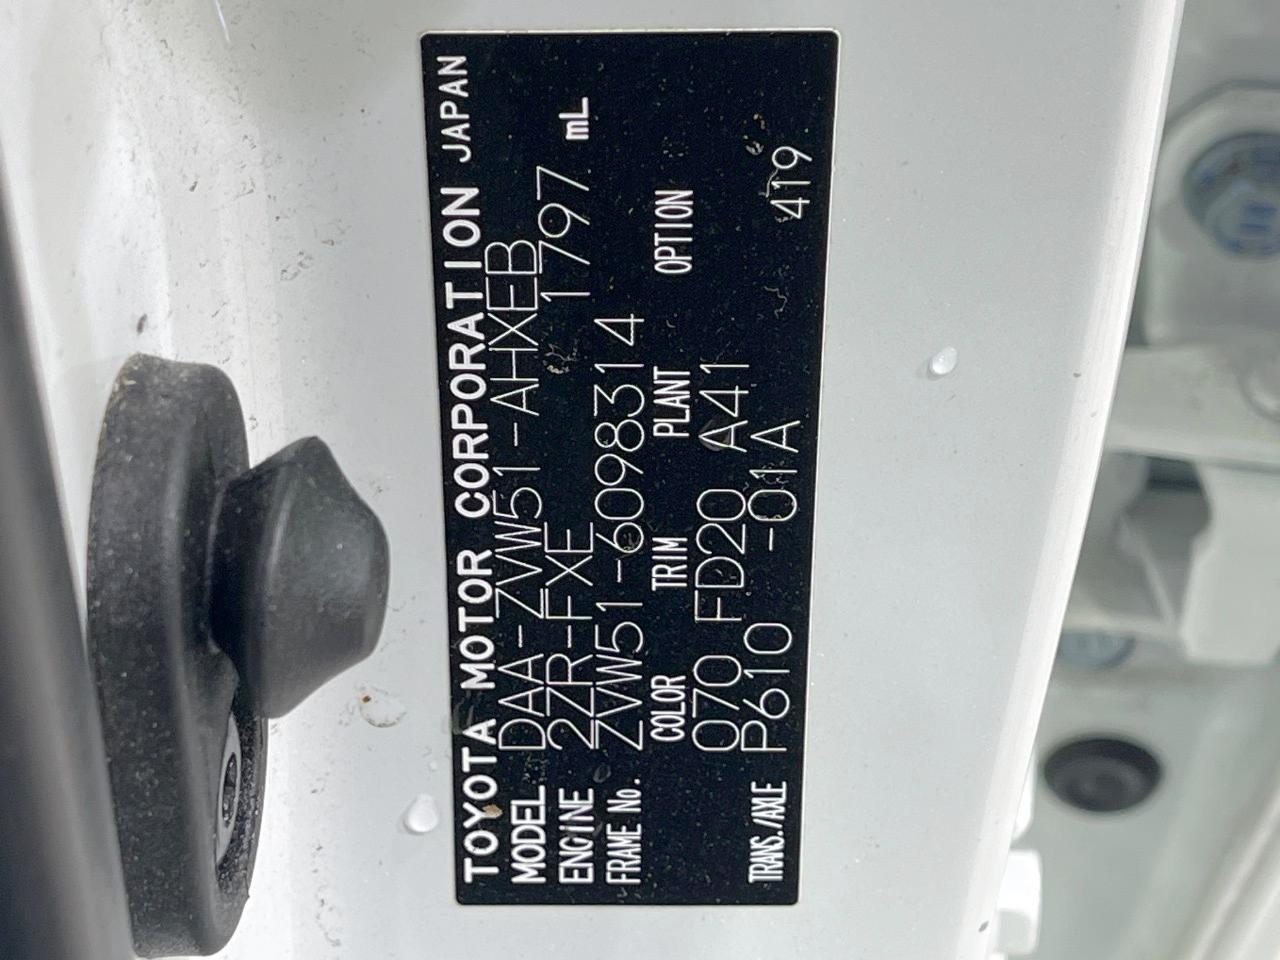 TOYOTA MOTOR CORPORATION JAPAN
MODEL DAA-ZVW51-AHXEB
ENGINE 2ZR-FXE 1797 mL
FRAME No. ZVW51-6098314
COLOR TRIM PLANT OPTION
070 FD20 A41
TRANS./AXLE P610 -01A 419